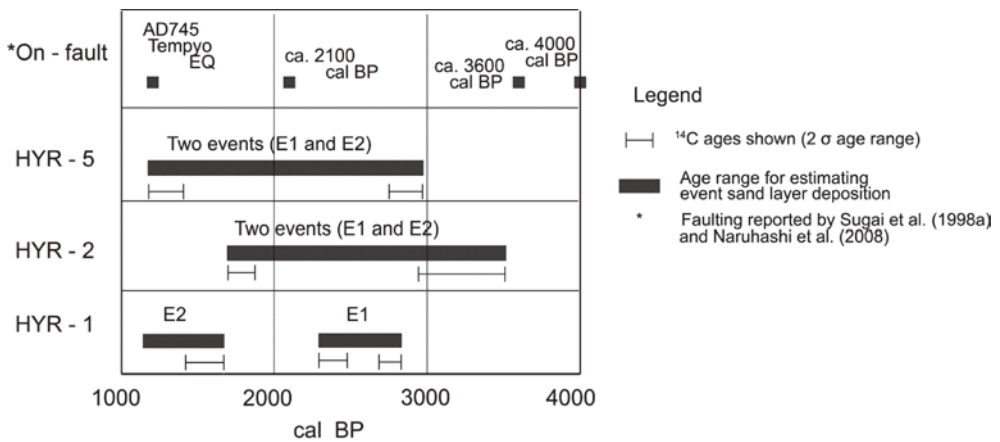 *On - fault
AD745
Tempyo
EQ
ca. 2100
cal BP
ca. 3600
cal BP
ca. 4000
cal BP
HYR - 5
Two events (E1 and E2)
HYR - 2
Two events (E1 and E2)
HYR - 1
E2
E1
1000
2000
3000
4000
cal BP
Legend
¹⁴C ages shown (2 σ age range)
Age range for estimating
event sand layer deposition
* Faulting reported by Sugai et al. (1998a)
and Naruhashi et al. (2008)